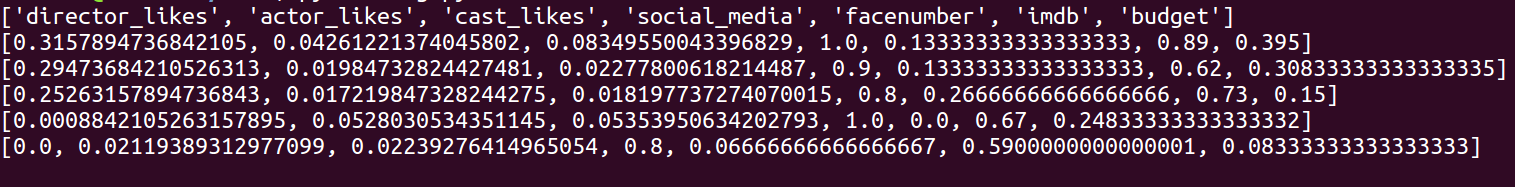 ['director_likes', 'actor_likes', 'cast_likes', 'social_media', 'facenumber', 'imdb', 'budget']
[0.3157894736842105, 0.04261221374045802, 0.08349550043396829, 1.0, 0.13333333333333333, 0.89, 0.395]
[0.29473684210526313, 0.01984732824427481, 0.022778006182144­87, 0.9, 0.13333333333333333, 0.62, 0.30833333333333335]
[0.25263157894736843, 0.017219847328244275, 0.018197737274070015, 0.8, 0.26666666666666666, 0.73, 0.15]
[0.0008842105263157895, 0.0528030534351145, 0.05353950634202793, 1.0, 0.0, 0.67, 0.24833333333333332]
[0.0, 0.02119389312977099, 0.02239276414965054, 0.8, 0.06666666666666667, 0.5900000000000001, 0.08333333333333333]